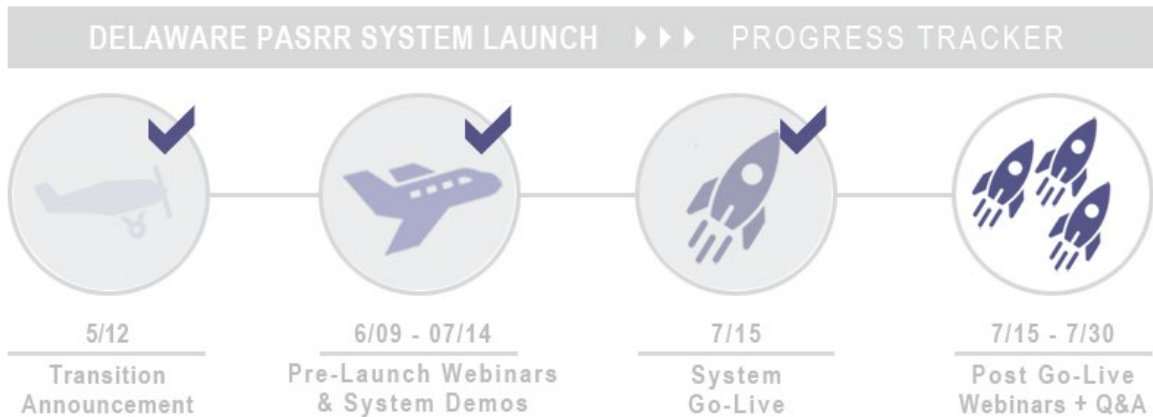 DELAWARE PASRR SYSTEM LAUNCH PROGRESS TRACKER
5/12
Transition
Announcement
6/09 - 07/14
Pre-Launch Webinars
& System Demos
7/15
System
Go-Live
7/15 - 7/30
Post Go-Live
Webinars + Q&A